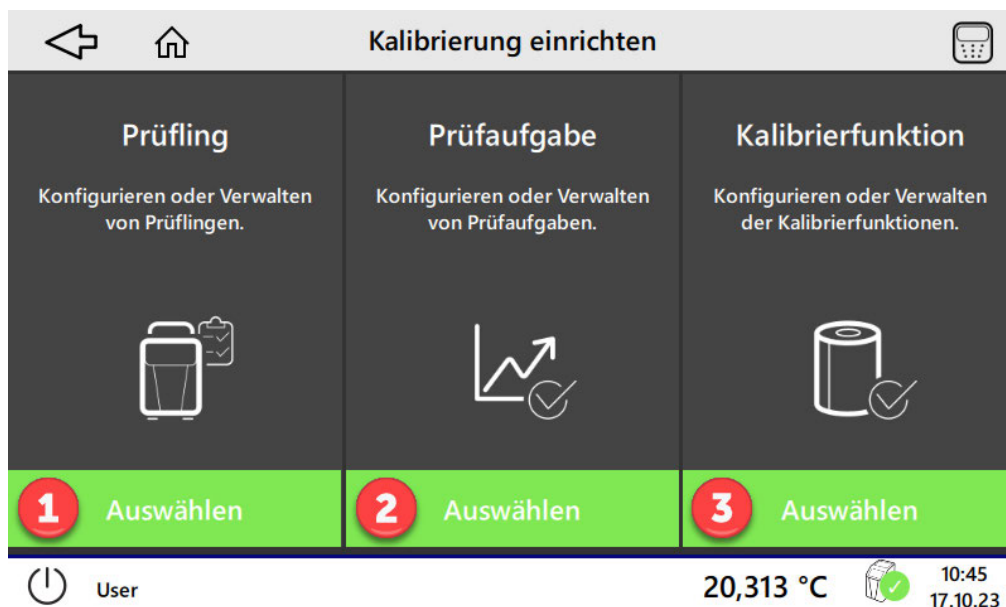 Kalibrierung einrichten
Prüfling
Konfigurieren oder Verwalten
von Prüflingen.
1 Auswählen
Prüfaufgabe
Konfigurieren oder Verwalten
von Prüfaufgaben.
2 Auswählen
Kalibrierfunktion
Konfigurieren oder Verwalten
der Kalibrierfunktionen.
3 Auswählen
User
20,313 °C
10:45
17.10.23